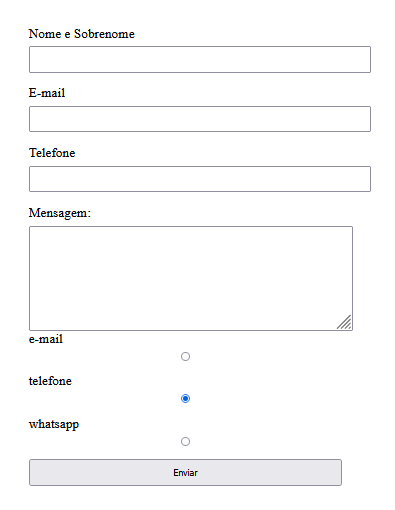 Nome e Sobrenome
E-mail
Telefone
Mensagem:
e-mail
telefone
whatsapp
Enviar